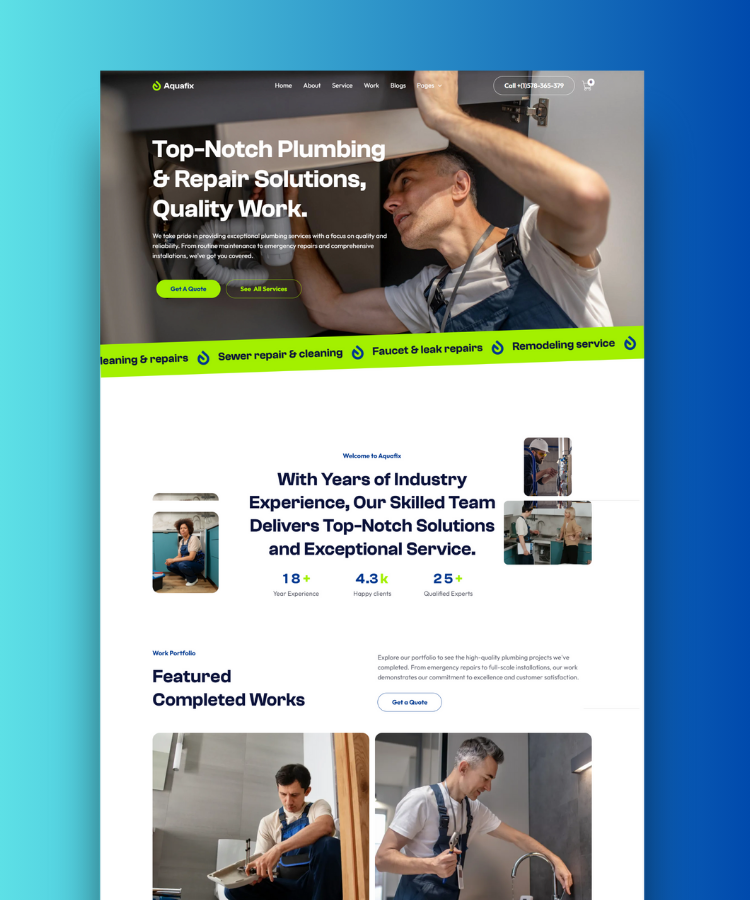 Aquafix
Home About Service Work Blogs Pages
Call +(1)578-365-379
0
Top-Notch Plumbing
& Repair Solutions,
Quality Work.
We take pride in providing exceptional plumbing services with a focus on quality and
reliability. From routine maintenance to emergency repairs and comprehensive
installations, we've got you covered.
Get A Quote
See All Services
leaning & repairs Sewer repair & cleaning Faucet & leak repairs Remodeling service
Welcome to Aquafix
With Years of Industry
Experience, Our Skilled Team
Delivers Top-Notch Solutions
and Exceptional Service.
18+ 4.3k 25+
Year Experience Happy clients Qualified Experts
Work Portfolio
Featured
Completed Works
Explore our portfolio to see the high-quality plumbing projects we've
completed. From emergency repairs to full-scale installations, our work
demonstrates our commitment to excellence and customer satisfaction.
Get a Quote